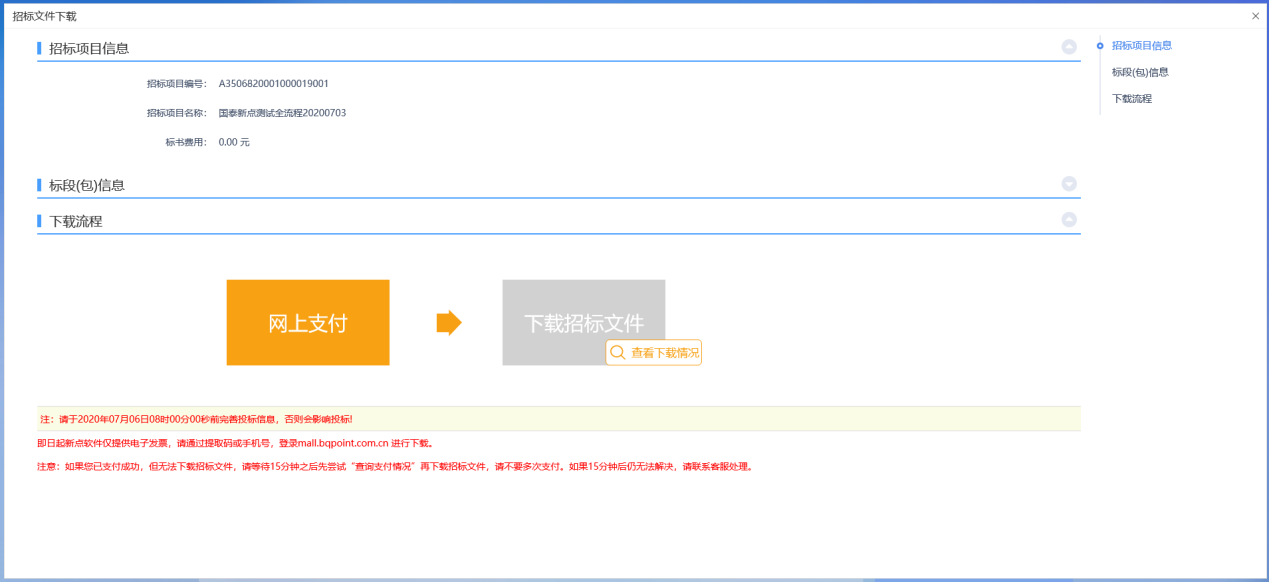 招标文件下载
招标项目信息
招标项目编号： A3506820001000019001
招标项目名称： 国泰新点测试全流程20200703
标书费用： 0.00 元
标段(包)信息
下载流程
网上支付
下载招标文件
查看下载情况
注：请于2020年07月06日08时00分00秒前完善投标信息，否则会影响投标!
即日起新点软件仅提供电子发票，请通过提取码或手机号，登录mall.bqpoint.com.cn 进行下载。
注意：如果您已支付成功，但无法下载招标文件，请等待15分钟之后先尝试“查询支付情况”再下载招标文件，请不要多次支付。如果15分钟后仍无法解决，请联系客服处理。
招标项目信息
标段(包)信息
下载流程